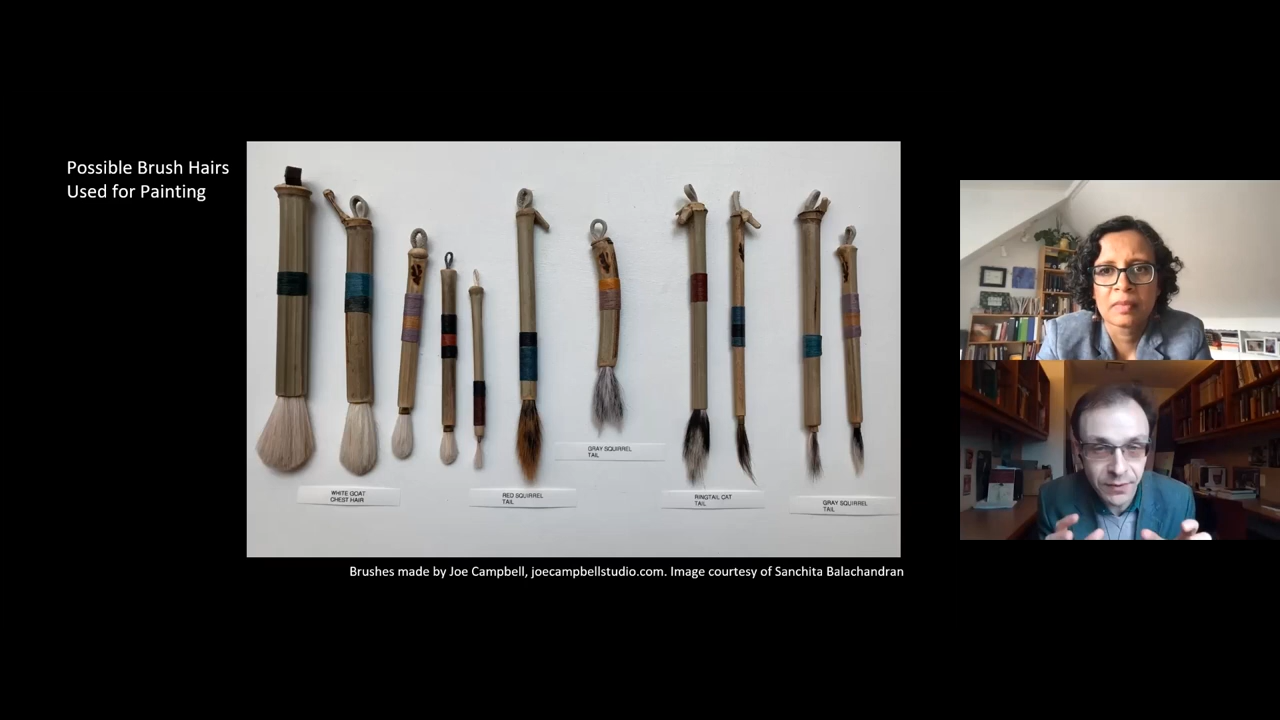 Possible Brush Hairs
Used for Painting
GRAY SQUIRREL
TAIL
WHITE GOAT
CHEST HAIR
RED SQUIRREL
TAIL
RINGTAIL CAT
TAIL
GRAY SQUIRREL
TAIL
Brushes made by Joe Campbell, joecampbellstudio.com. Image courtesy of Sanchita Balachandran